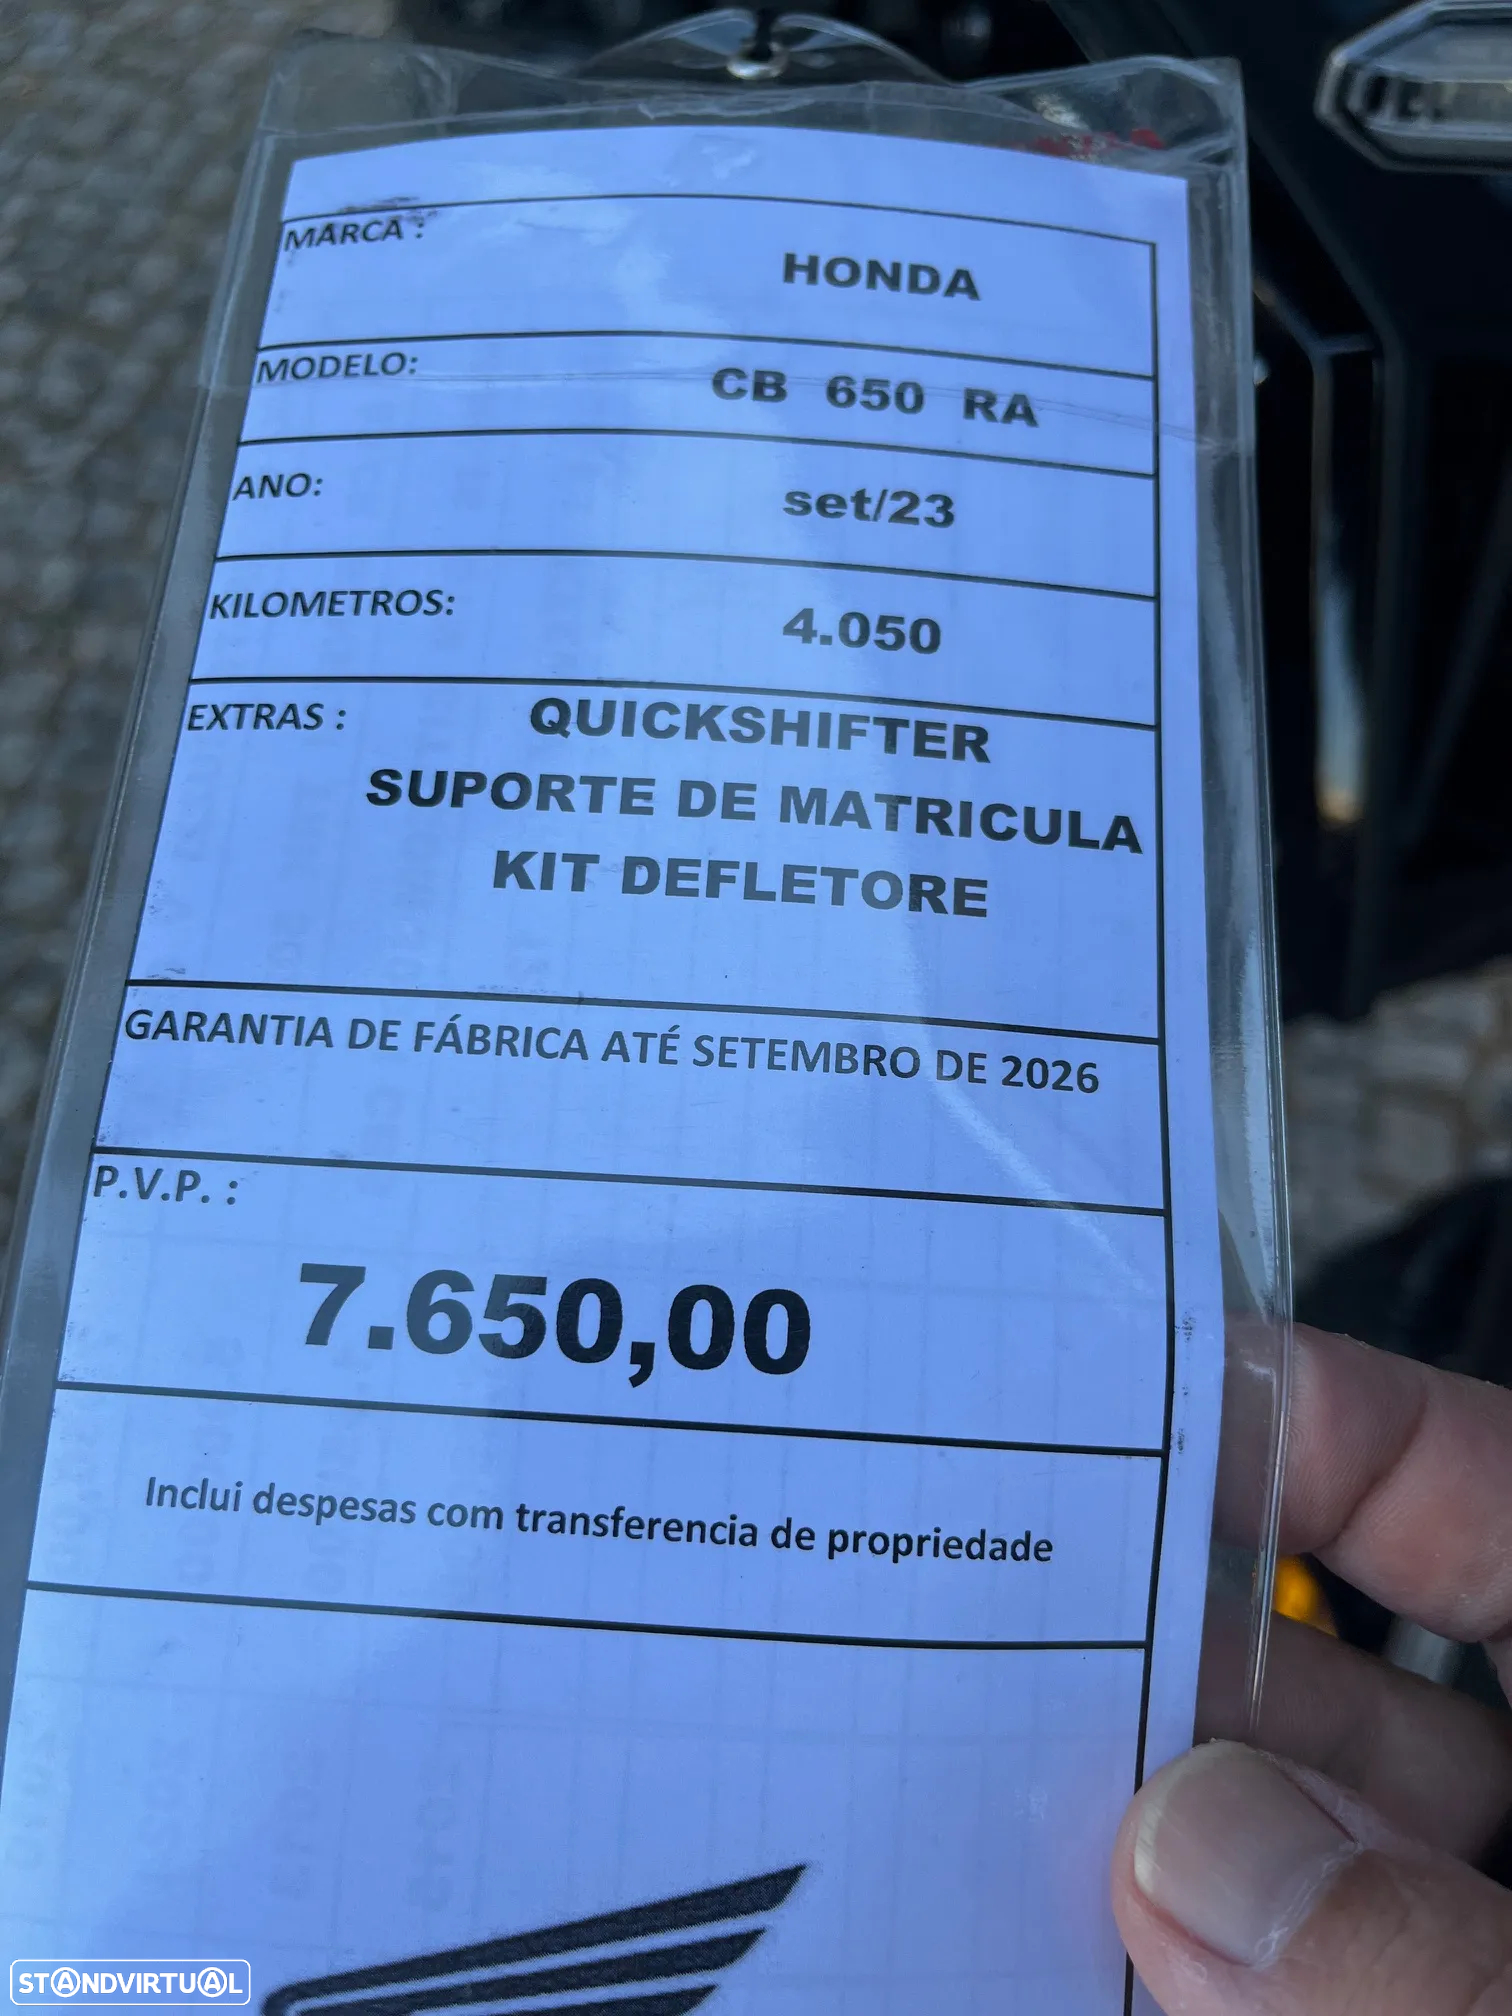 MARCA :
HONDA
MODELO:
CB 650 RA
ANO:
set/23
KILOMETROS:
4.050
EXTRAS :
QUICKSHIFTER
SUPORTE DE MATRICULA
KIT DEFLETORE
GARANTIA DE FÁBRICA ATÉ SETEMBRO DE 2026
P.V.P. :
7.650,00
Inclui despesas com transferencia de propriedade
STANDVIRTUAL